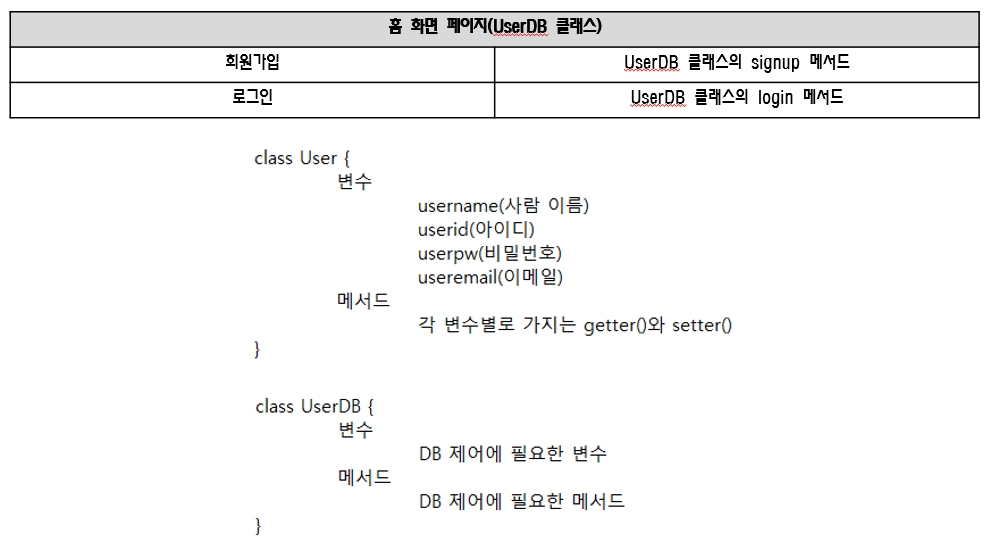 홈 화면 페이지(UserDB 클래스)
회원가입 UserDB 클래스의 signup 메서드
로그인 UserDB 클래스의 login 메서드
class User {
변수
username(사람 이름)
userid(아이디)
userpw(비밀번호)
useremail(이메일)
메서드
각 변수별로 가지는 getter()와 setter()
}
class UserDB {
변수
DB 제어에 필요한 변수
메서드
DB 제어에 필요한 메서드
}